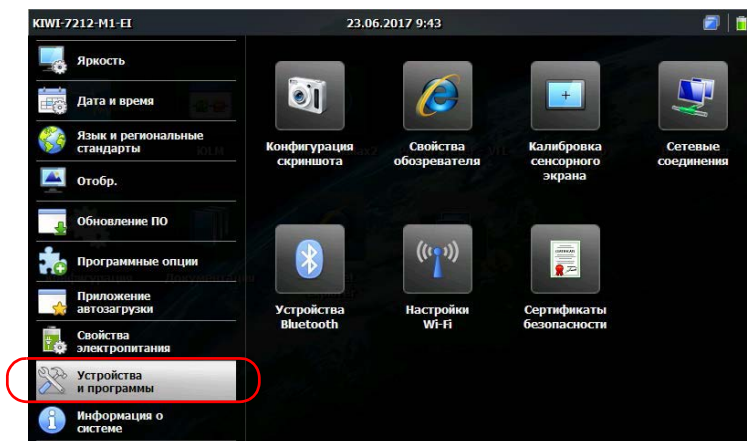 KIWI-7212-M1-EI
23.06.2017 9:43
Яркость
Дата и время
Язык и региональные
стандарты
Отобр.
Обновление ПО
Программные опции
Приложение
автозагрузки
Свойства
электропитания
Устройства
и программы
Информация о
системе
Конфигурация
скриншота
Свойства
обозревателя
Калибровка
сенсорного
экрана
Сетевые
соединения
Устройства
Bluetooth
Настройки
Wi-Fi
Сертификаты
безопасности